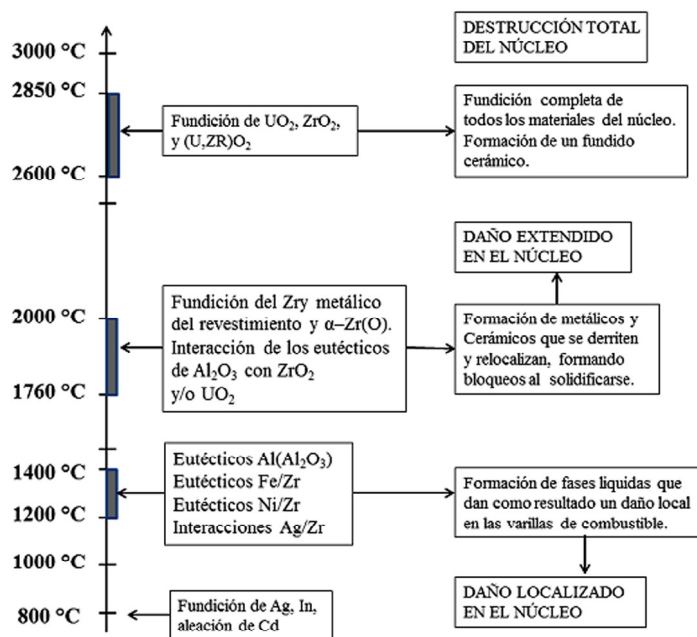 DESTRUCCIÓN TOTAL
DEL NÚCLEO
3000 °C
2850 °C
Fundición de UO₂, ZrO₂,
y (U,ZR)O₂
Fundición completa de
todos los materiales del núcleo.
Formación de un fundido
cerámico.
2600 °C
DAÑO EXTENDIDO
EN EL NÚCLEO
2000 °C
Fundición del Zry metálico
del revestimiento y α–Zr(O).
Interacción de los eutécticos
de Al₂O₃ con ZrO₂
y/o UO₂
Formación de metálicos y
Cerámicos que se derriten
y relocalizan, formando
bloqueos al solidificarse.
1760 °C
1400 °C
Eutécticos Al(Al₂O₃)
Eutécticos Fe/Zr
Eutécticos Ni/Zr
Interacciones Ag/Zr
Formación de fases liquidas que
dan como resultado un daño local
en las varillas de combustible.
1200 °C
1000 °C
DAÑO LOCALIZADO
EN EL NÚCLEO
800 °C
Fundición de Ag, In,
aleación de Cd